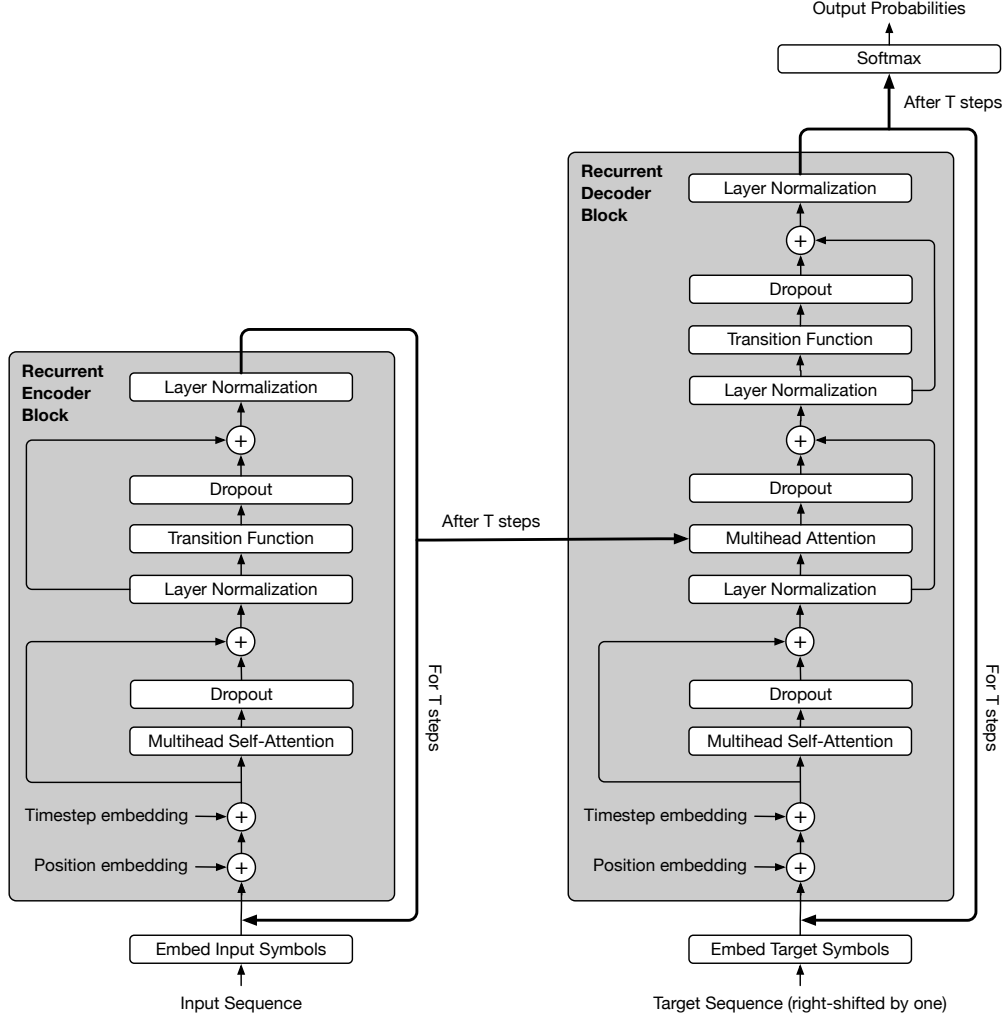 Output Probabilities
Softmax
After T steps
Recurrent
Decoder
Block
Layer Normalization
+
Dropout
Transition Function
Layer Normalization
+
Dropout
Multihead Attention
Layer Normalization
+
Dropout
Multihead Self-Attention
Timestep embedding
+
Position embedding
+
For T steps
Embed Target Symbols
Target Sequence (right-shifted by one)
After T steps
Recurrent
Encoder
Block
Layer Normalization
+
Dropout
Transition Function
Layer Normalization
+
Dropout
Multihead Self-Attention
Timestep embedding
+
Position embedding
+
For T steps
Embed Input Symbols
Input Sequence